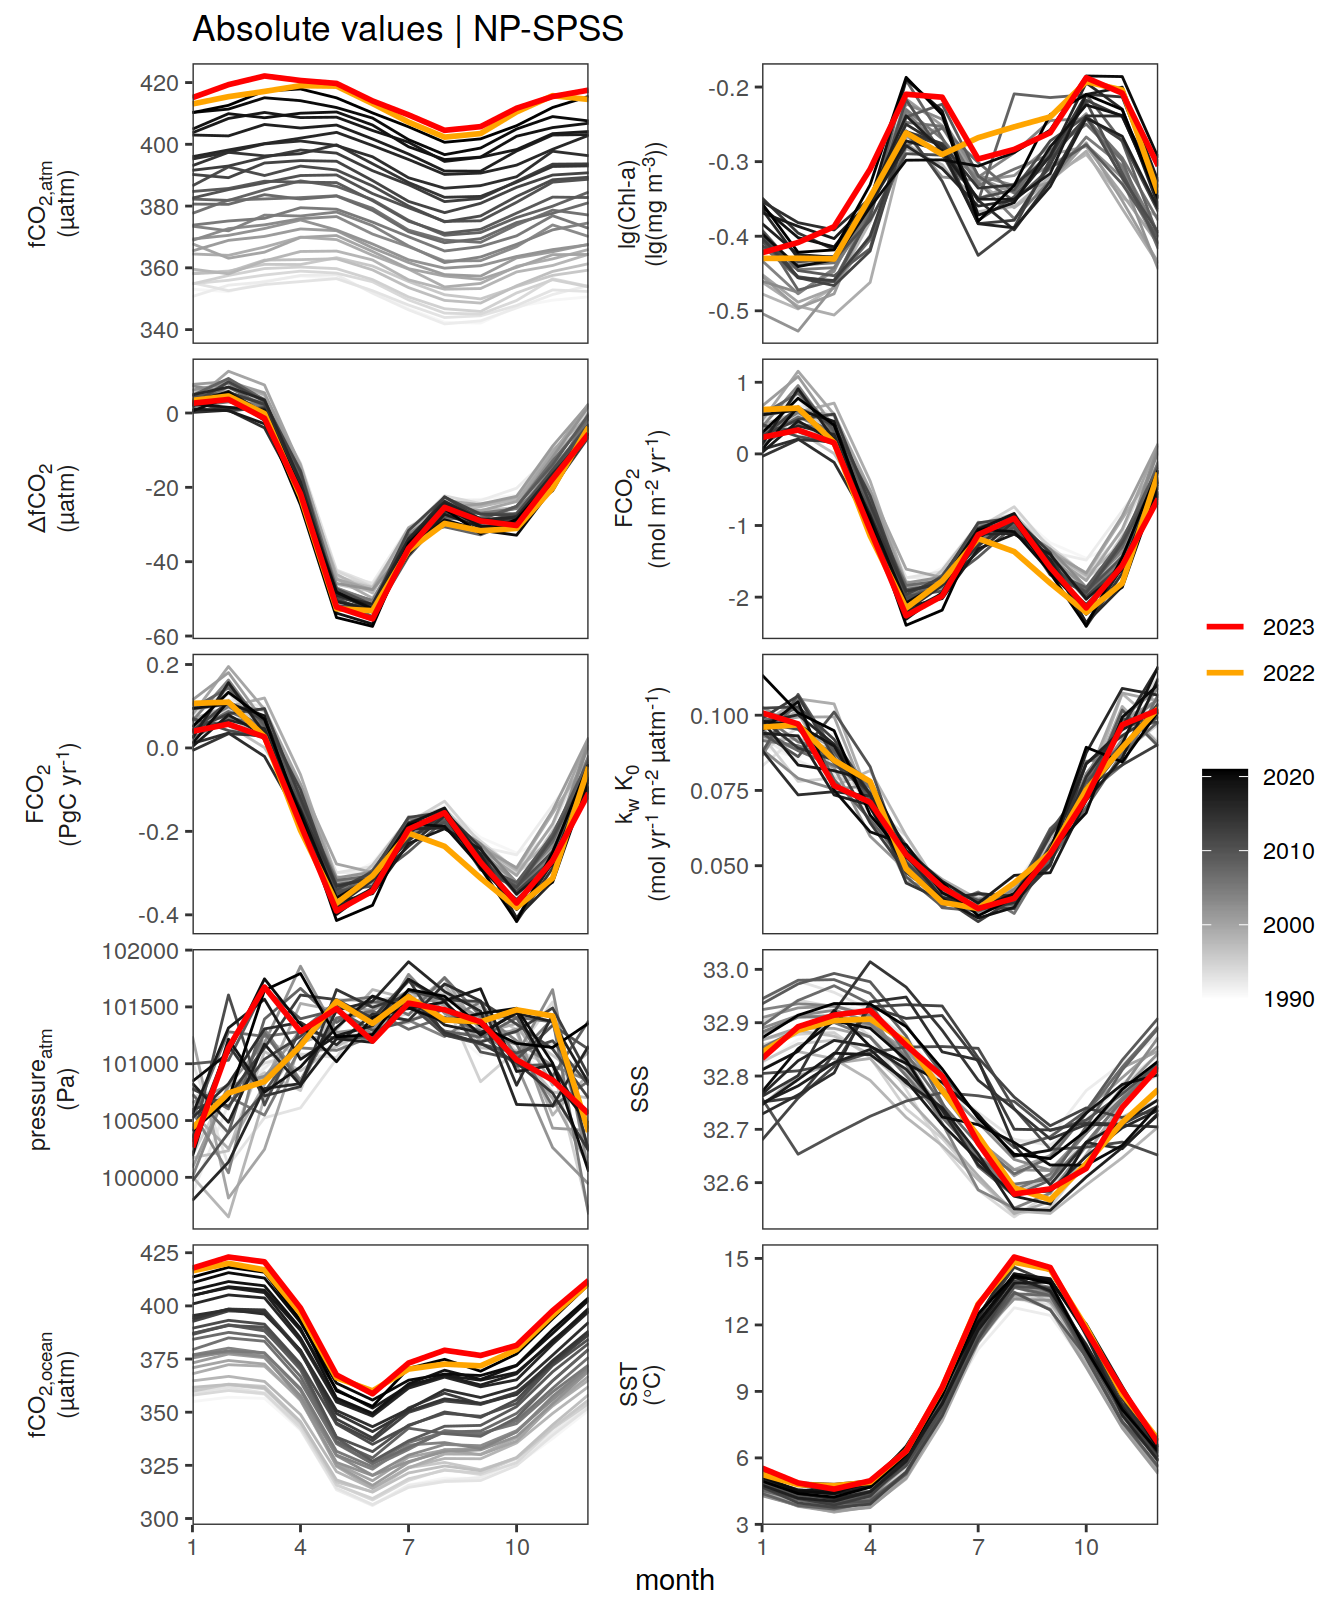 Absolute values | NP-SPSS
fCO2,atm
(µatm)
420
400
380
360
340
lg(Chl-a)
(lg(mg m-3))
-0.2
-0.3
-0.4
-0.5
ΔfCO2
(µatm)
0
-20
-40
-60
FCO2
(mol m-2 yr-1)
1
0
-1
-2
FCO2
(PgC yr-1)
0.2
0.0
-0.2
-0.4
kw K0
(mol yr-1 m-2 µatm-1)
0.100
0.075
0.050
pressureatm
(Pa)
102000
101500
101000
100500
100000
SSS
33.0
32.9
32.8
32.7
32.6
fCO2,ocean
(µatm)
425
400
375
350
325
300
SST
(°C)
15
12
9
6
3
1 4 7 10
1 4 7 10
month
2023
2022
2020
2010
2000
1990